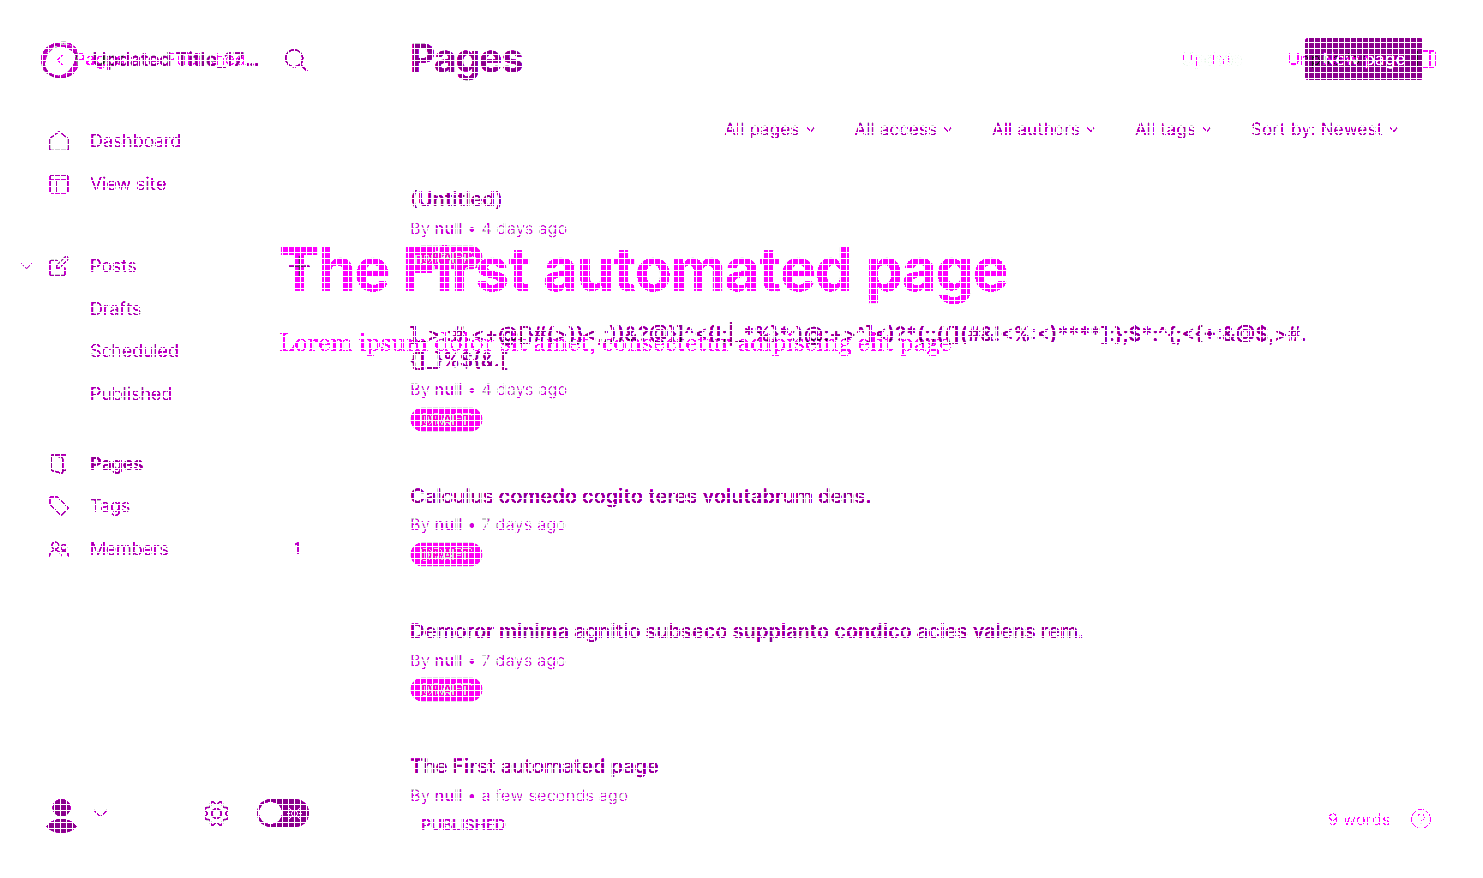 Updated Title
Pages
New page
All pages
All access
All authors
All tags
Sort by: Newest
Dashboard
View site
(Untitled)
By null • 4 days ago
Posts
The First automated page
Drafts
Lorem ipsum dolor sit amet, consectetur adipiscing elit page
Scheduled
By null • 4 days ago
Published
Pages
Calculus comedo cogito teres volutabrum dens.
Tags
By null • 7 days ago
Members 1
Demoror minima agnitio subseco supplanto condico acies valens rem.
By null • 7 days ago
The First automated page
By null • a few seconds ago
PUBLISHED
9 words